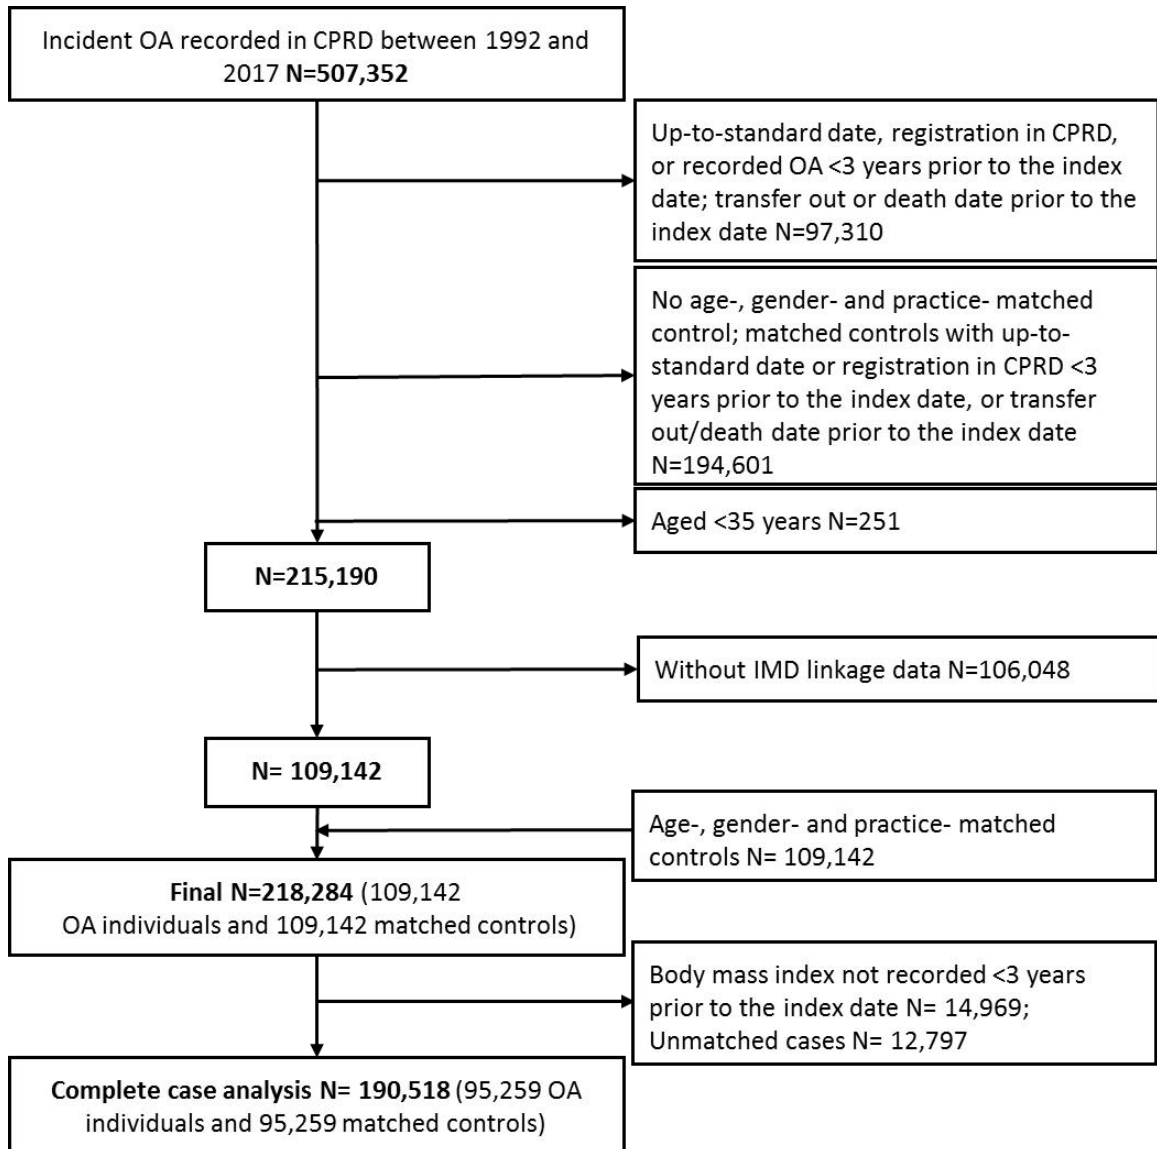 Incident OA recorded in CPRD between 1992 and
2017 N=507,352
Up-to-standard date, registration in CPRD,
or recorded OA <3 years prior to the index
date; transfer out or death date prior to the
index date N=97,310
No age-, gender- and practice- matched
control; matched controls with up-to-
standard date or registration in CPRD <3
years prior to the index date, or transfer
out/death date prior to the index date
N=194,601
Aged <35 years N=251
N=215,190
Without IMD linkage data N=106,048
N= 109,142
Age-, gender- and practice- matched
controls N= 109,142
Final N=218,284 (109,142
OA individuals and 109,142 matched controls)
Body mass index not recorded <3 years
prior to the index date N= 14,969;
Unmatched cases N= 12,797
Complete case analysis N= 190,518 (95,259 OA
individuals and 95,259 matched controls)